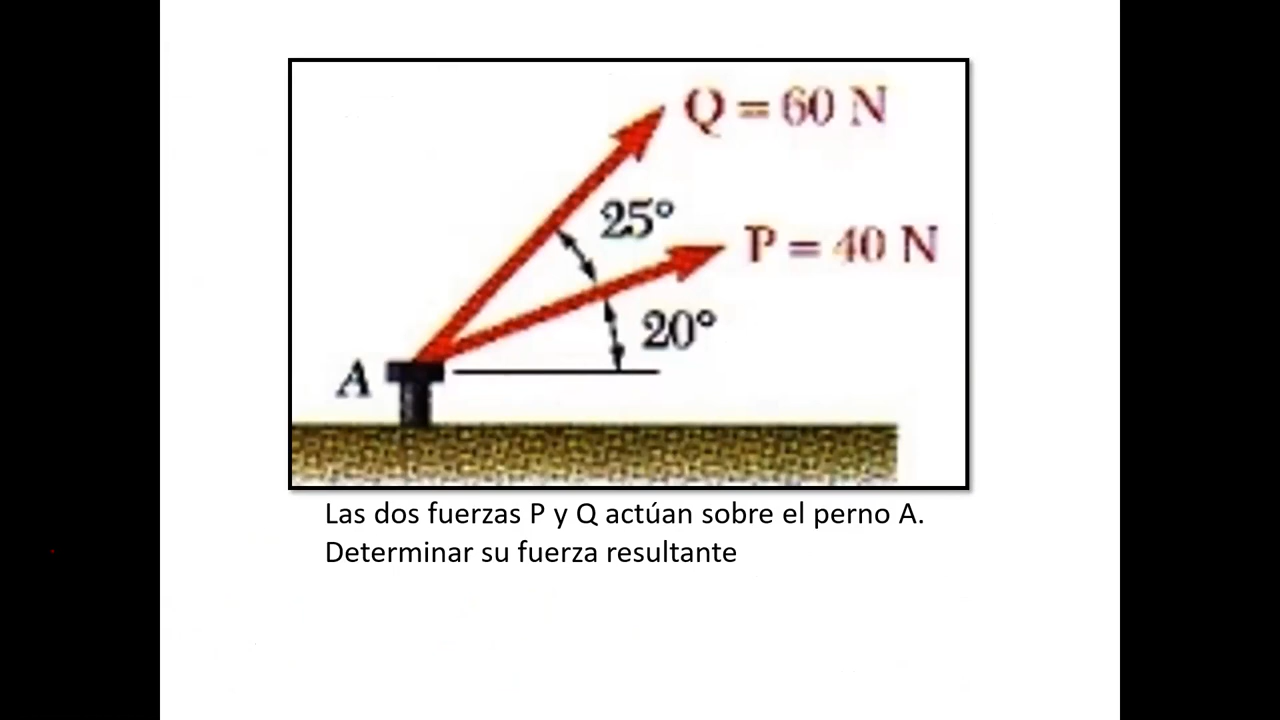 Q = 60 N
25°
P = 40 N
20°
A
Las dos fuerzas P y Q actúan sobre el perno A.
Determinar su fuerza resultante